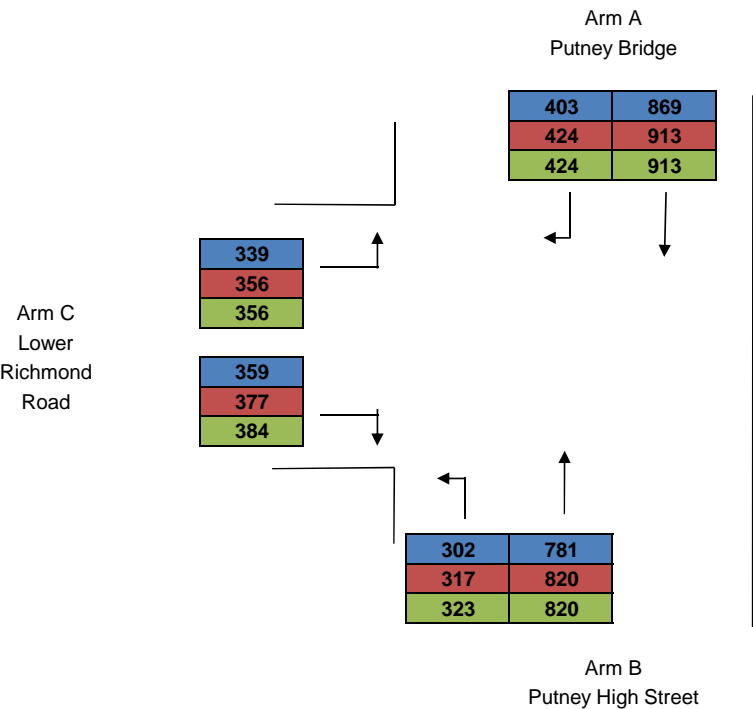 Arm A
Putney Bridge
403 869
424 913
424 913
339
356
356
Arm C
Lower
Richmond
Road
359
377
384
302 781
317 820
323 820
Arm B
Putney High Street